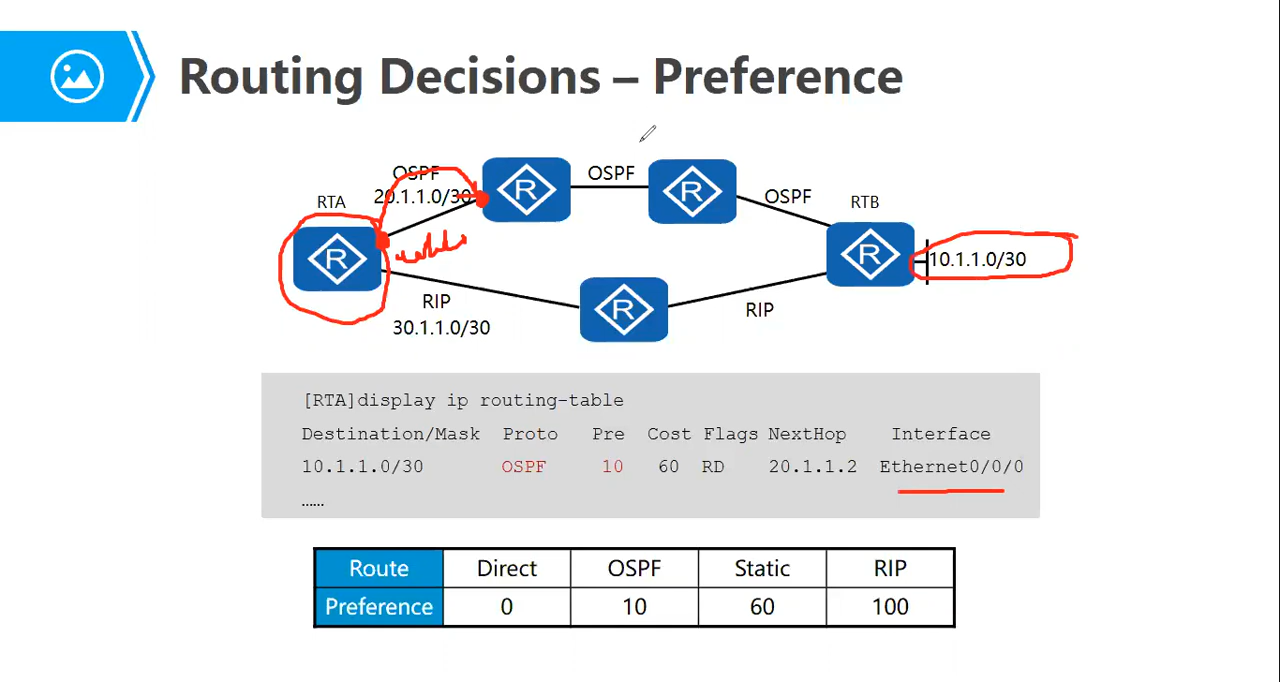 Routing Decisions – Preference
OSPF
20.1.1.0/30
OSPF
OSPF
RTA
RTB
R
R
R
R
10.1.1.0/30
RIP
30.1.1.0/30
R
RIP
[RTA]display ip routing-table
Destination/Mask Proto Pre Cost Flags NextHop Interface
10.1.1.0/30 OSPF 10 60 RD 20.1.1.2 Ethernet0/0/0
……
Route Direct OSPF Static RIP
Preference 0 10 60 100